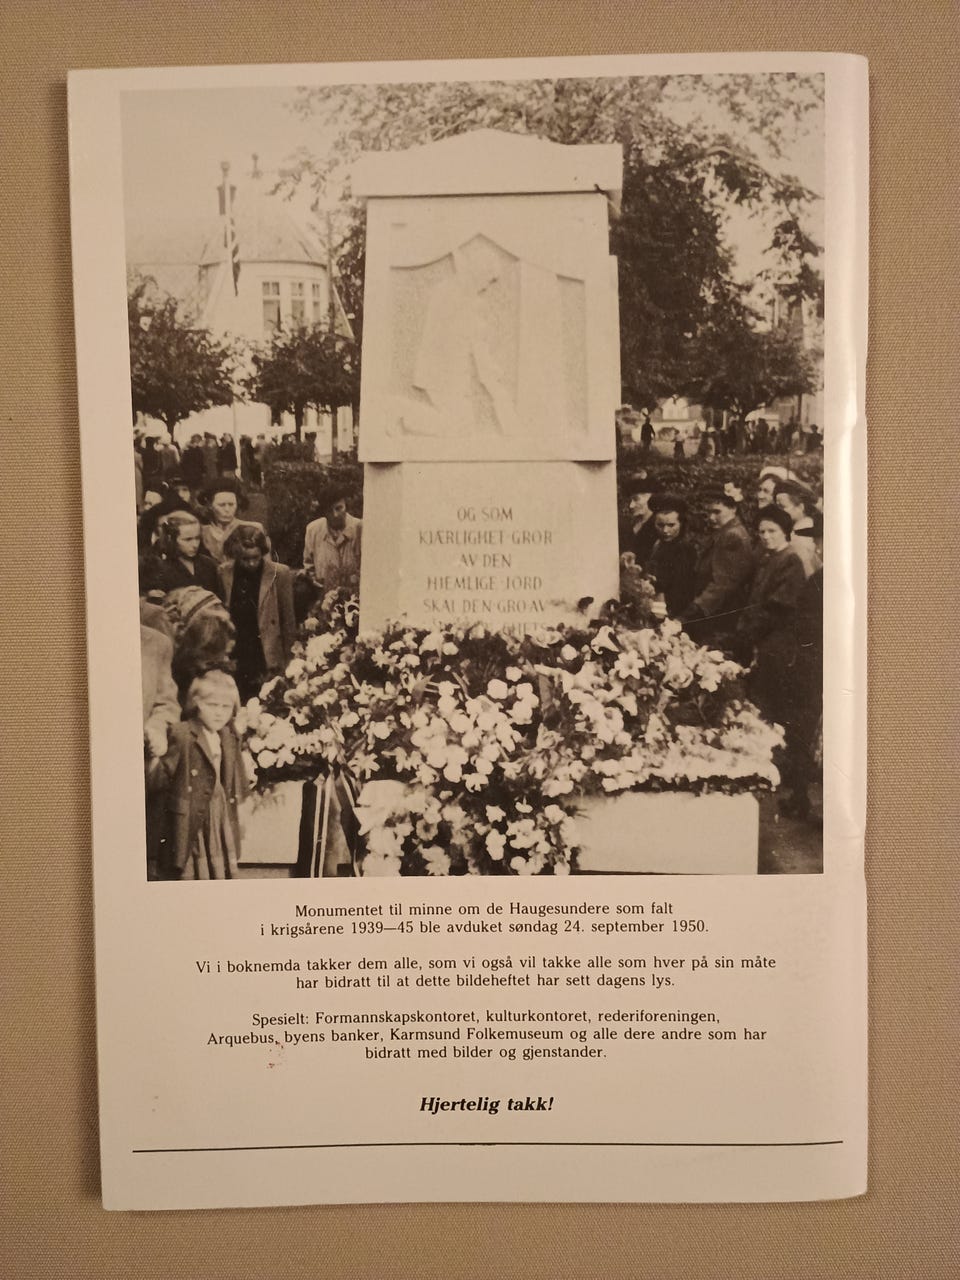 OG SOM
KJÆRLIGHET GROR
AV DEN
HJEMLIGE JORD
SKAL DEN GRO AV
Monumentet til minne om de Haugesundere som falt
i krigsårene 1939—45 ble avduket søndag 24. september 1950.
Vi i boknemda takker dem alle, som vi også vil takke alle som hver på sin måte
har bidratt til at dette bildeheftet har sett dagens lys.
Spesielt: Formannskapskontoret, kulturkontoret, rederiforeningen,
Arquebus, byens banker, Karmsund Folkemuseum og alle dere andre som har
bidratt med bilder og gjenstander.
Hjertelig takk!